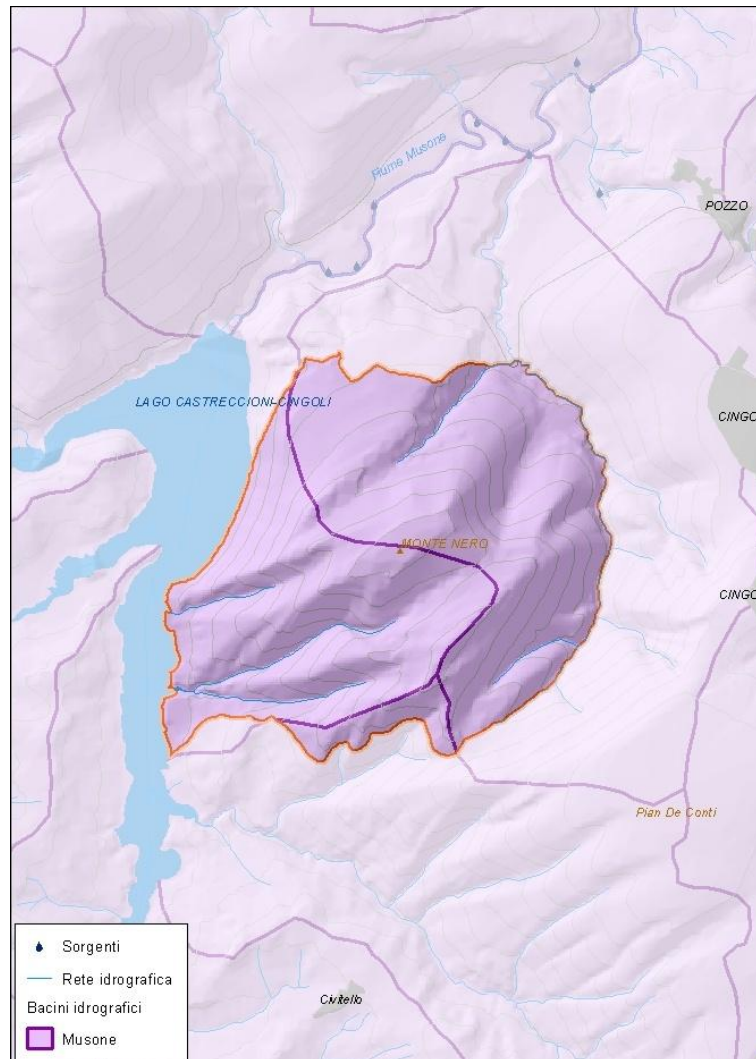 Fiume Musone
POZZO
LAGO CASTRECCIONI-CINGOLI
CINGO
MONTE NERO
CINGO
Pian De Conti
Civitello
Sorgenti
Rete idrografica
Bacini idrografici
Musone